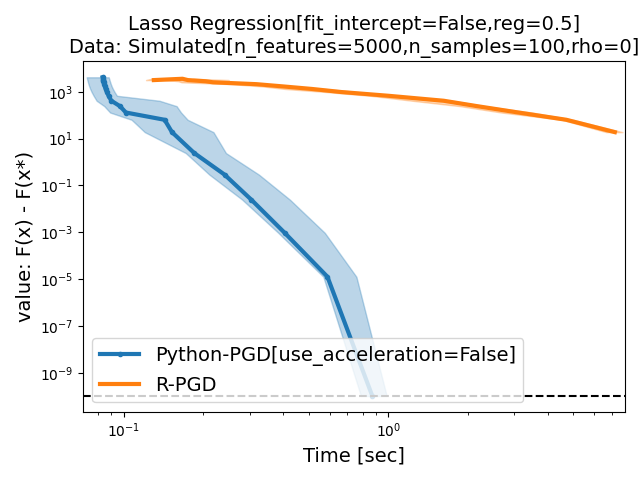 Lasso Regression[fit_intercept=False,reg=0.5]
Data: Simulated[n_features=5000,n_samples=100,rho=0]
value: F(x) - F(x*)
10³
10¹
10⁻¹
10⁻³
10⁻⁵
10⁻⁷
10⁻⁹
Python-PGD[use_acceleration=False]
R-PGD
10⁻¹ 10⁰
Time [sec]